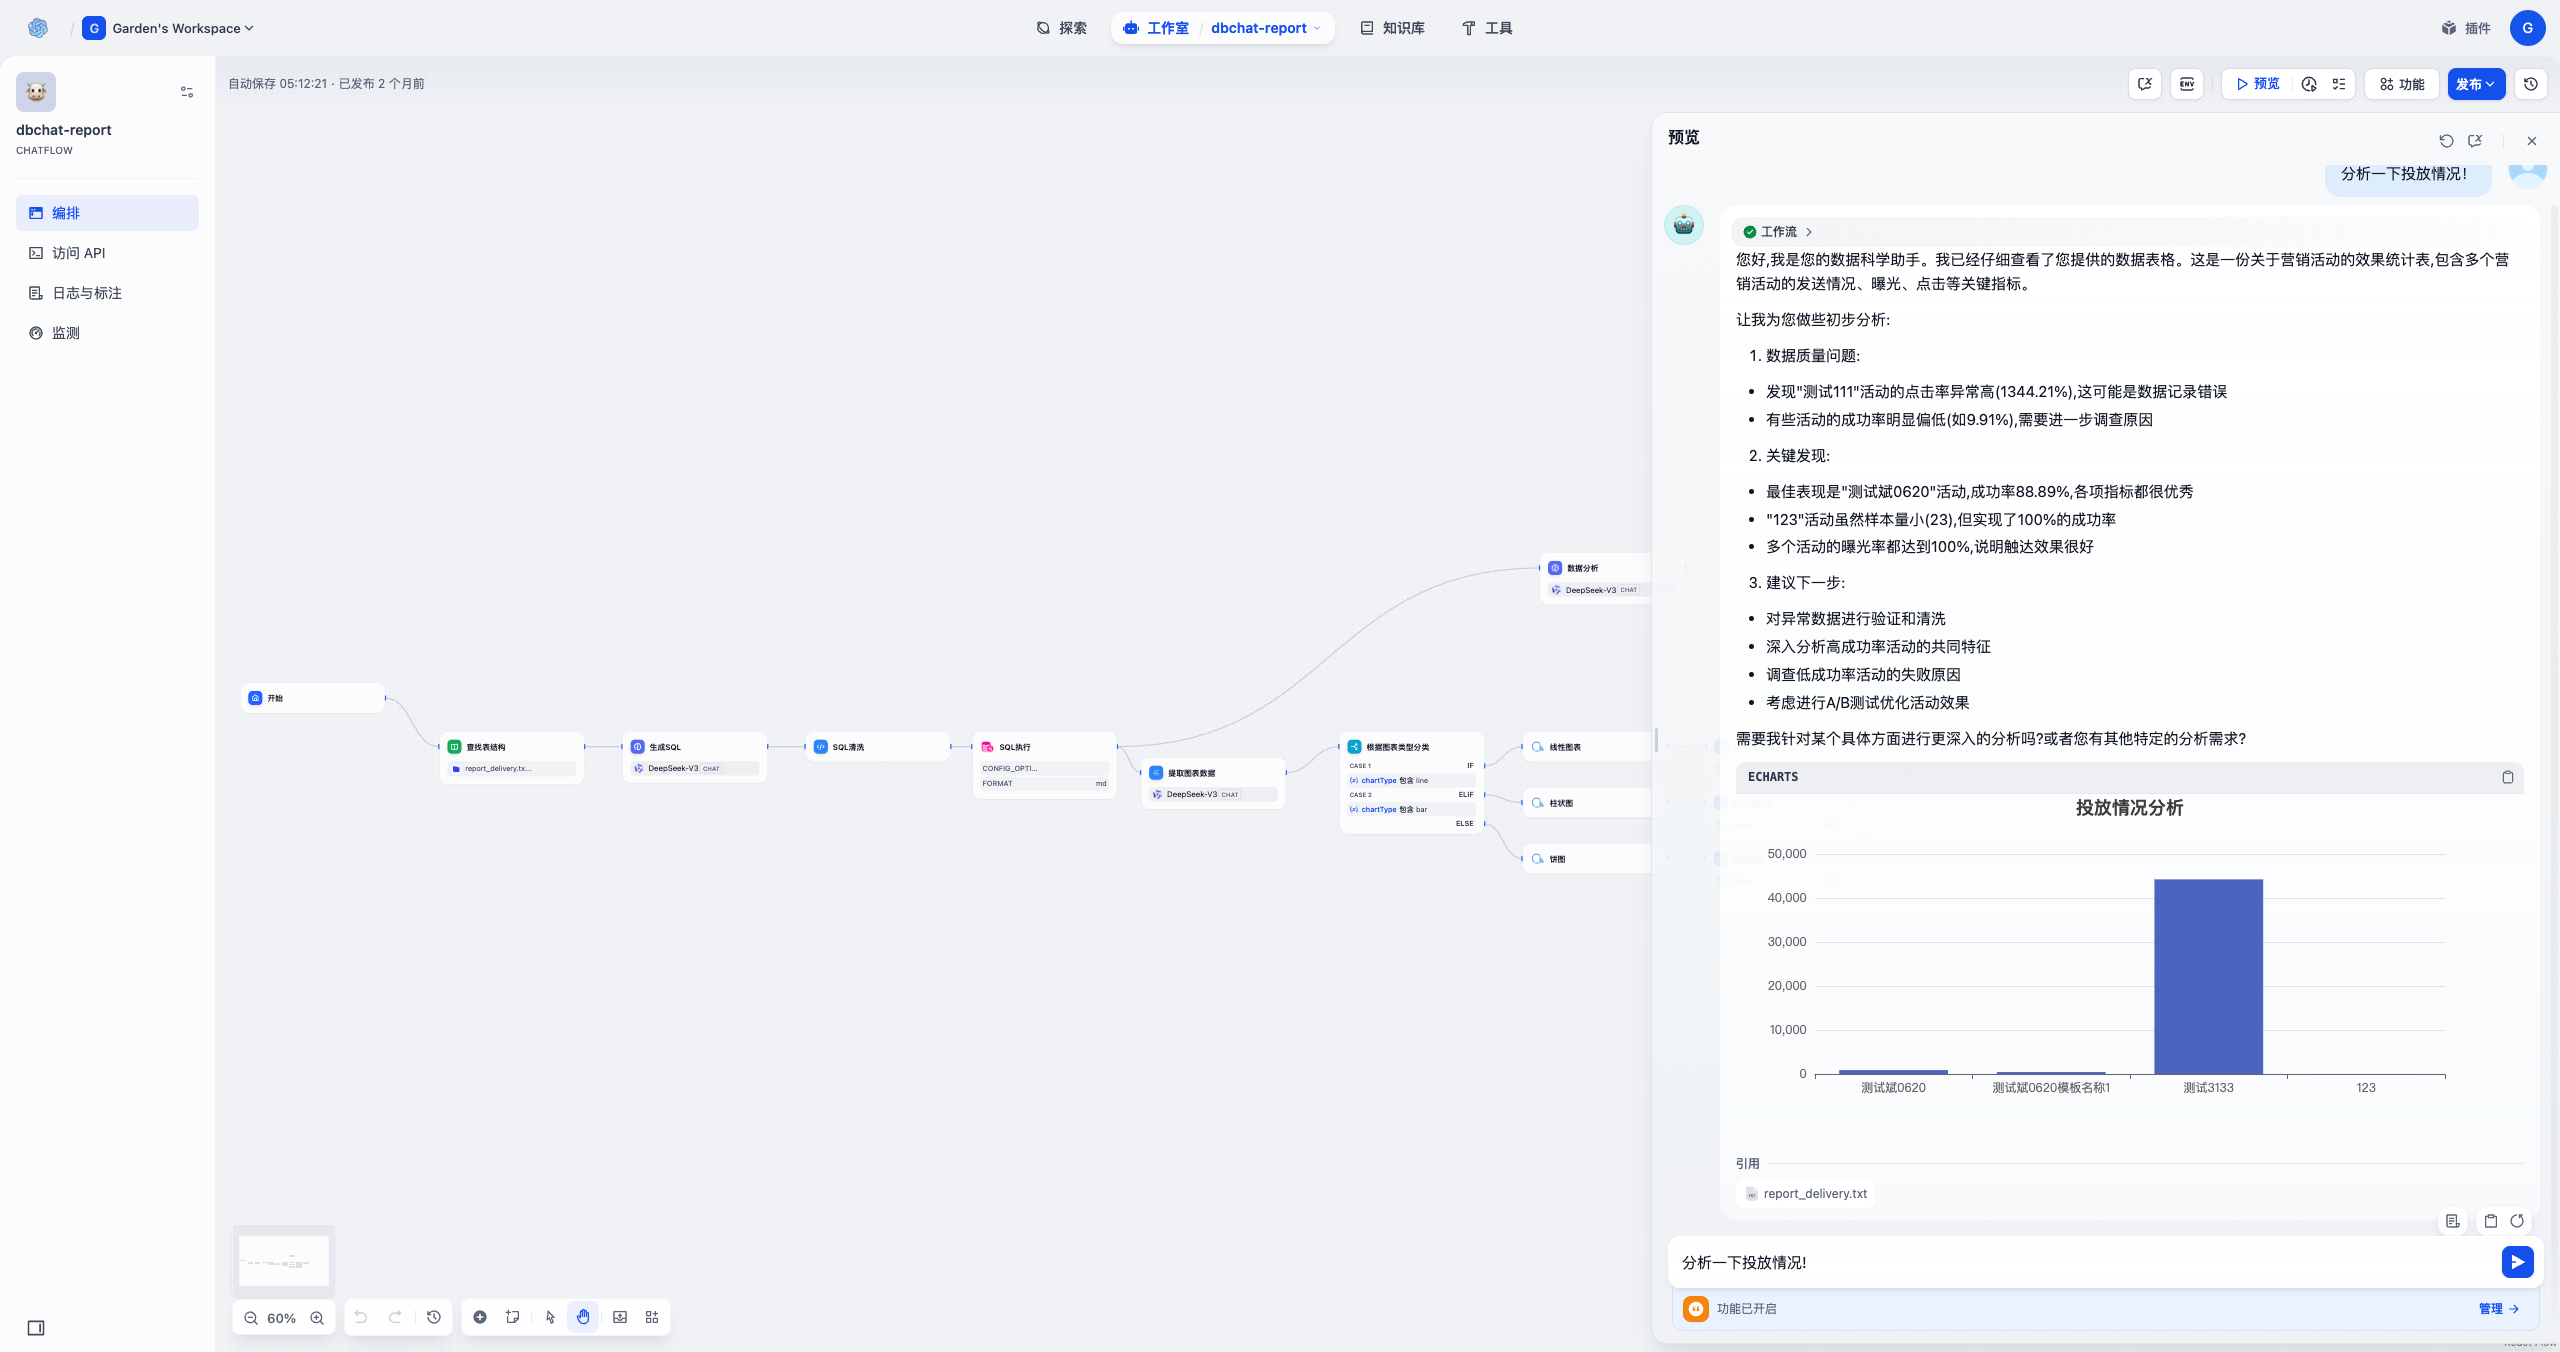 G Garden's Workspace
探索
工作室 / dbchat-report
知识库
工具
插件
G
dbchat-report
CHATFLOW
编排
访问 API
日志与标注
监测
自动保存 05:12:21 · 已发布 2 个月前
ENV
预览
功能
发布
开始
查找表结构
report_delivery.tx...
生成SQL
DeepSeek-V3 CHAT
SQL清洗
SQL执行
CONFIG_OPTI...
FORMAT md
提取图表数据
DeepSeek-V3 CHAT
数据分析
DeepSeek-V3 CHAT
根据图表类型分类
CASE 1 IF
chartType 包含 line
CASE 2 ELIF
chartType 包含 bar
ELSE
线性图表
柱状图
饼图
60%
预览
分析一下投放情况!
工作流
您好,我是您的数据科学助手。我已经仔细查看了您提供的数据表格。这是一份关于营销活动的效果统计表,包含多个营
销活动的发送情况、曝光、点击等关键指标。
让我为您做些初步分析:
1. 数据质量问题:
• 发现"测试111"活动的点击率异常高(1344.21%),这可能是数据记录错误
• 有些活动的成功率明显偏低(如9.91%),需要进一步调查原因
2. 关键发现:
• 最佳表现是"测试斌0620"活动,成功率88.89%,各项指标都很优秀
• "123"活动虽然样本量小(23),但实现了100%的成功率
• 多个活动的曝光率都达到100%,说明触达效果很好
3. 建议下一步:
• 对异常数据进行验证和清洗
• 深入分析高成功率活动的共同特征
• 调查低成功率活动的失败原因
• 考虑进行A/B测试优化活动效果
需要我针对某个具体方面进行更深入的分析吗?或者您有其他特定的分析需求?
ECHARTS
投放情况分析
50,000
40,000
30,000
20,000
10,000
0
测试斌0620
测试斌0620模板名称1
测试3133
123
引用
report_delivery.txt
分析一下投放情况!
功能已开启
管理 →